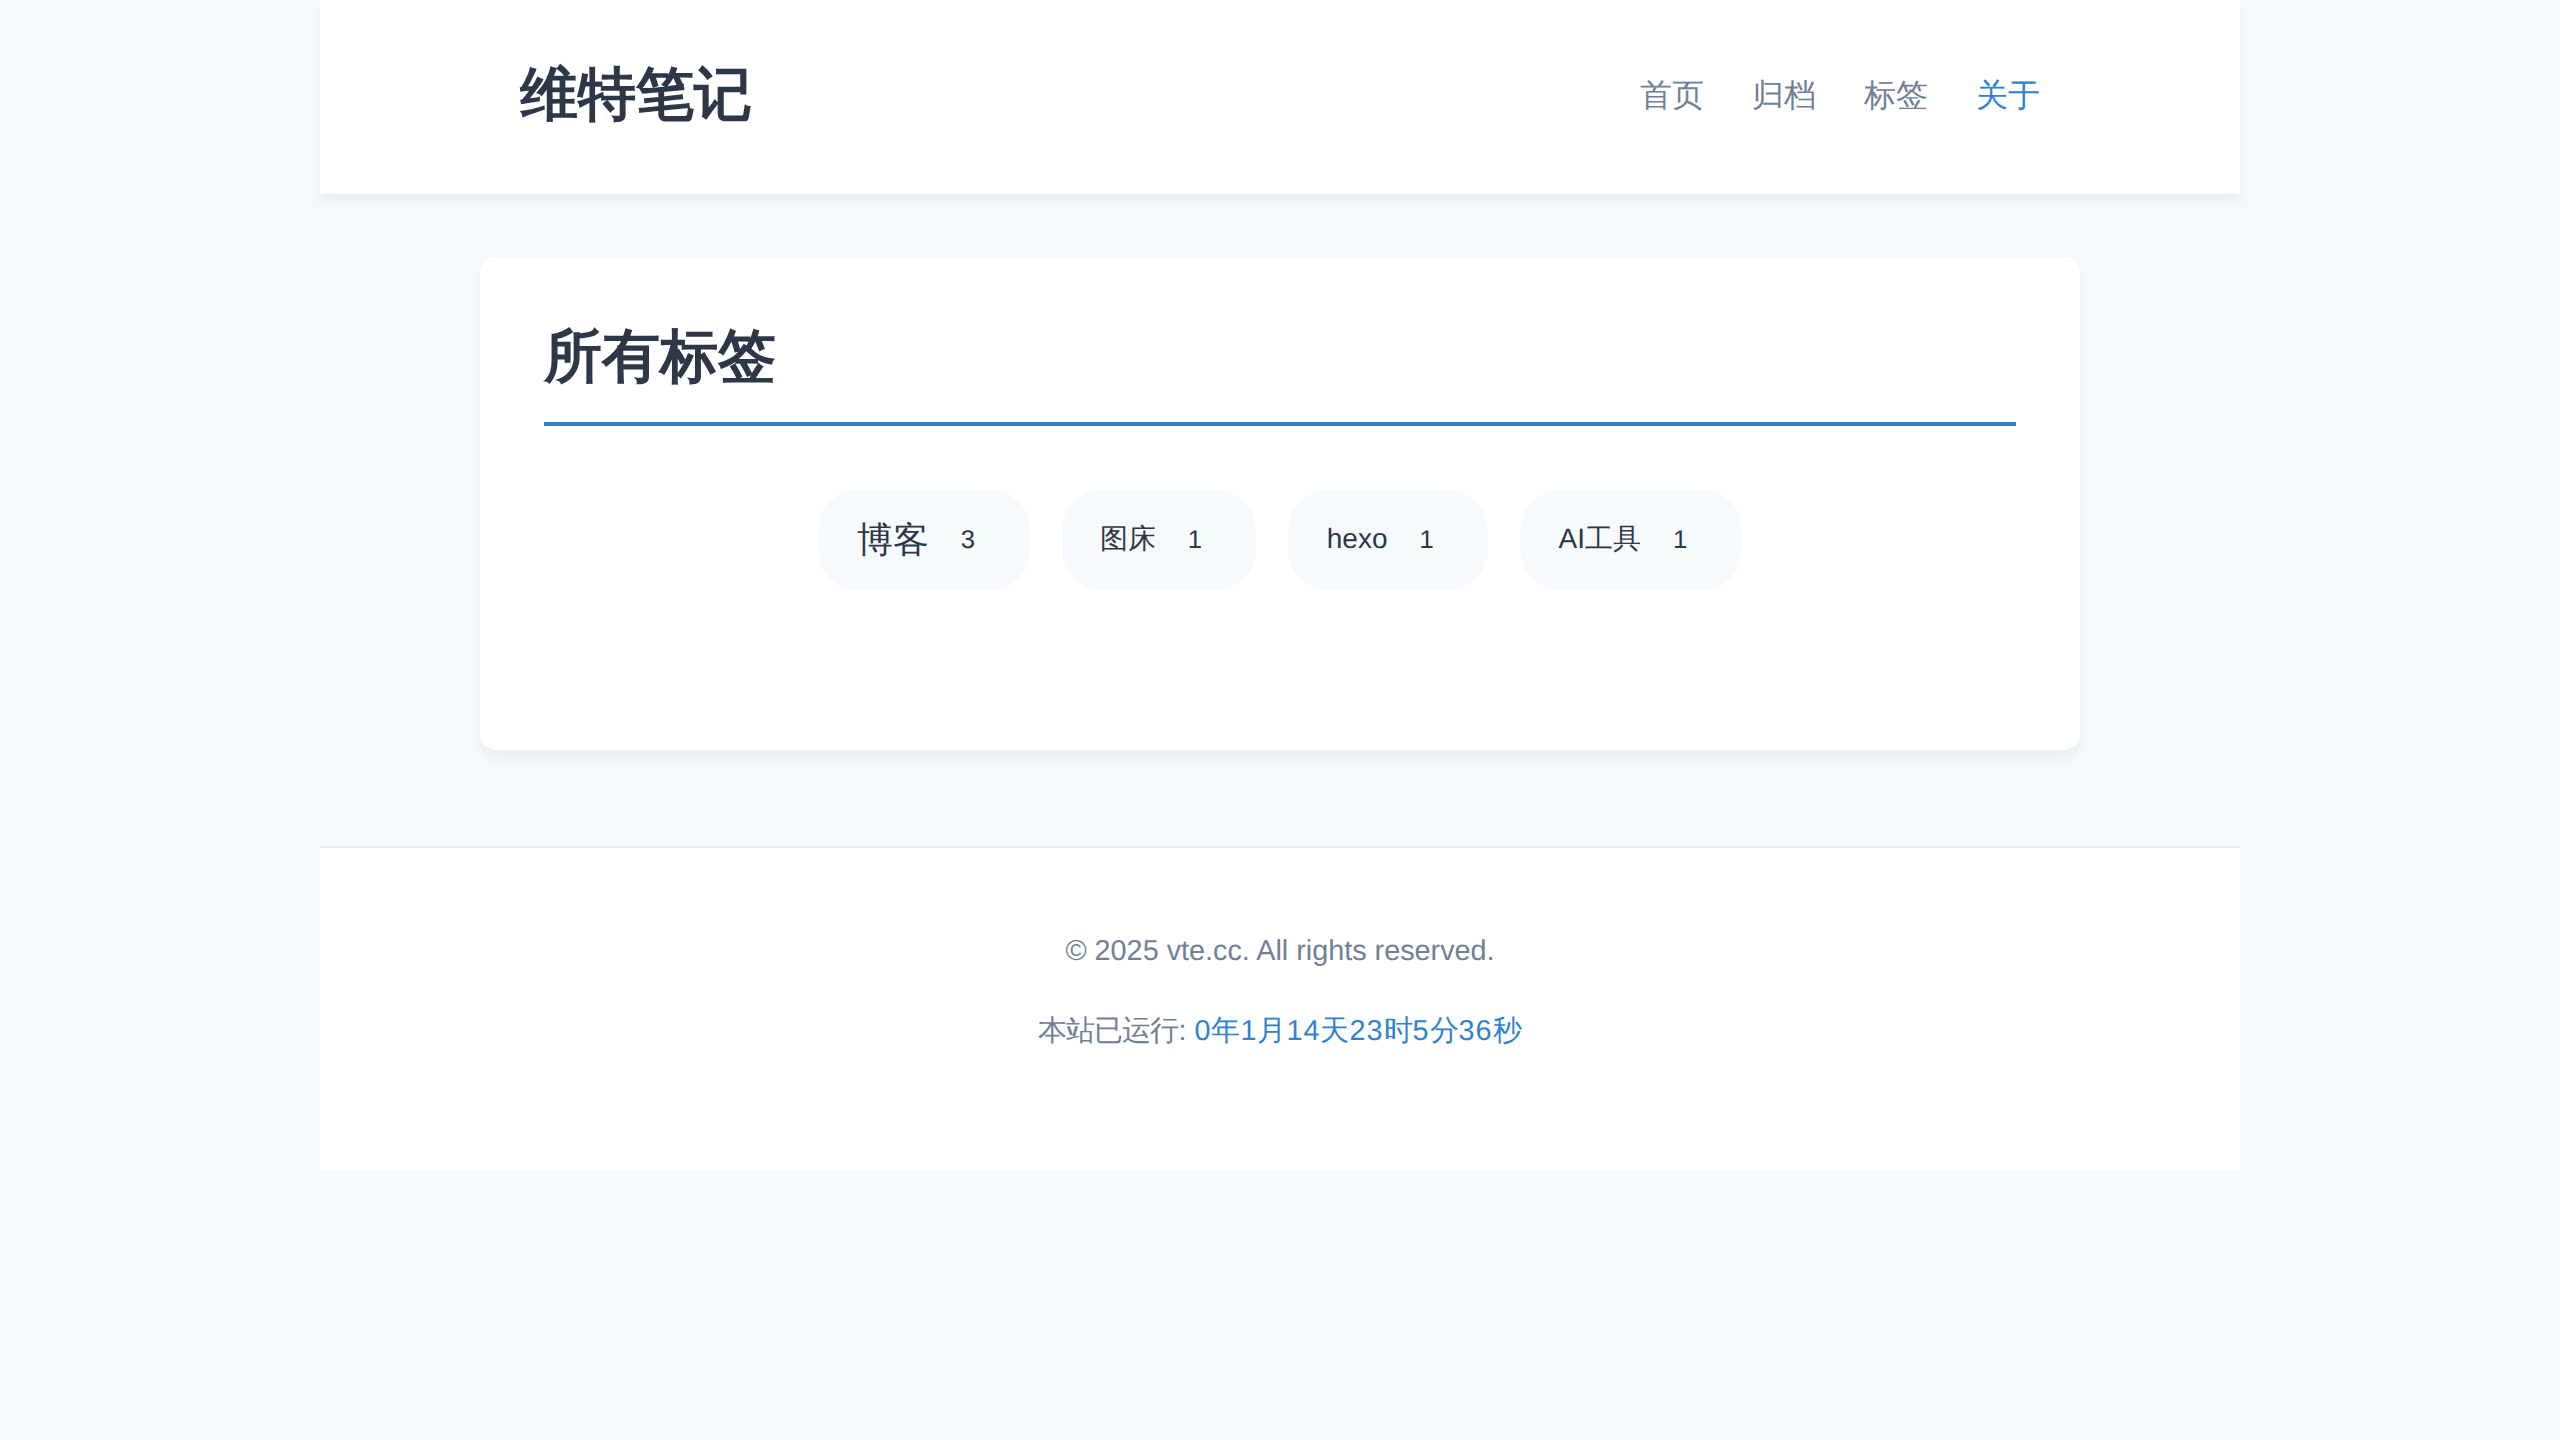 维特笔记
首页 归档 标签 关于
所有标签
博客 3 图床 1 hexo 1 AI工具 1
© 2025 vte.cc. All rights reserved.
本站已运行: 0年1月14天23时5分36秒